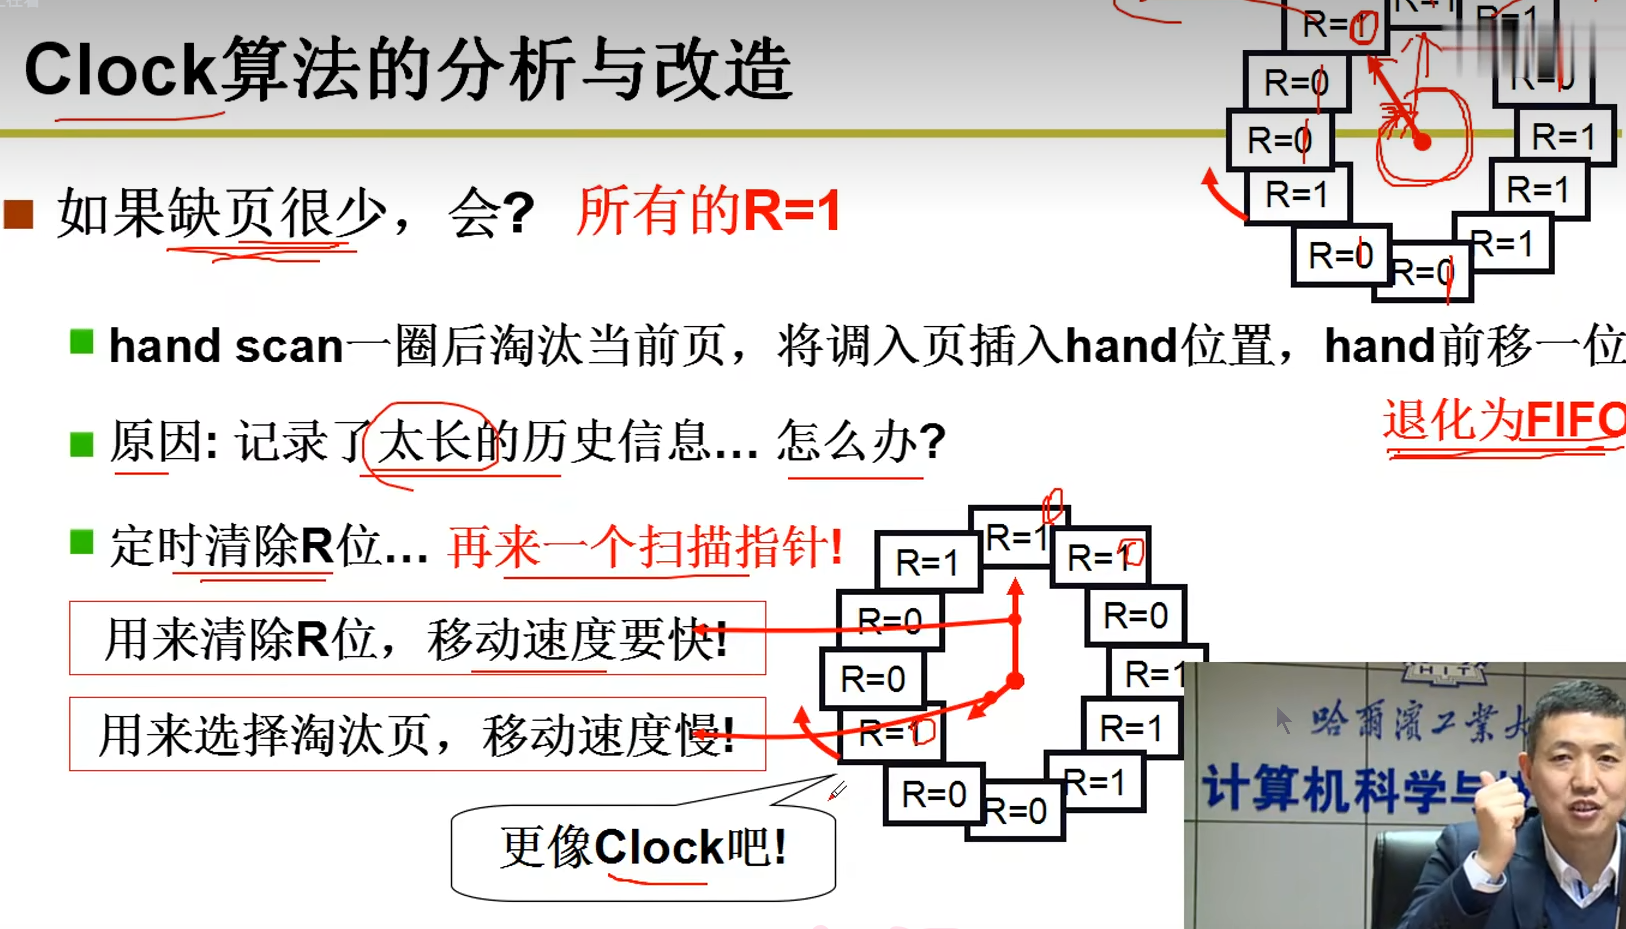 Clock算法的分析与改造
如果缺页很少，会? 所有的R=1
hand scan一圈后淘汰当前页，将调入页插入hand位置，hand前移一位
退化为FIFO
原因: 记录了太长的历史信息... 怎么办?
定时清除R位... 再来一个扫描指针!
用来清除R位，移动速度要快!
用来选择淘汰页，移动速度慢!
更像Clock吧!
R=1
R=0
R=0
R=1
R=0
R=0
R=1
R=1
R=1
R=1
R=1
R=1
R=0
R=1
R=1
R=1
R=0
R=0
R=1
R=0
R=0
HIT
哈爾濱工業大
计算机科学与